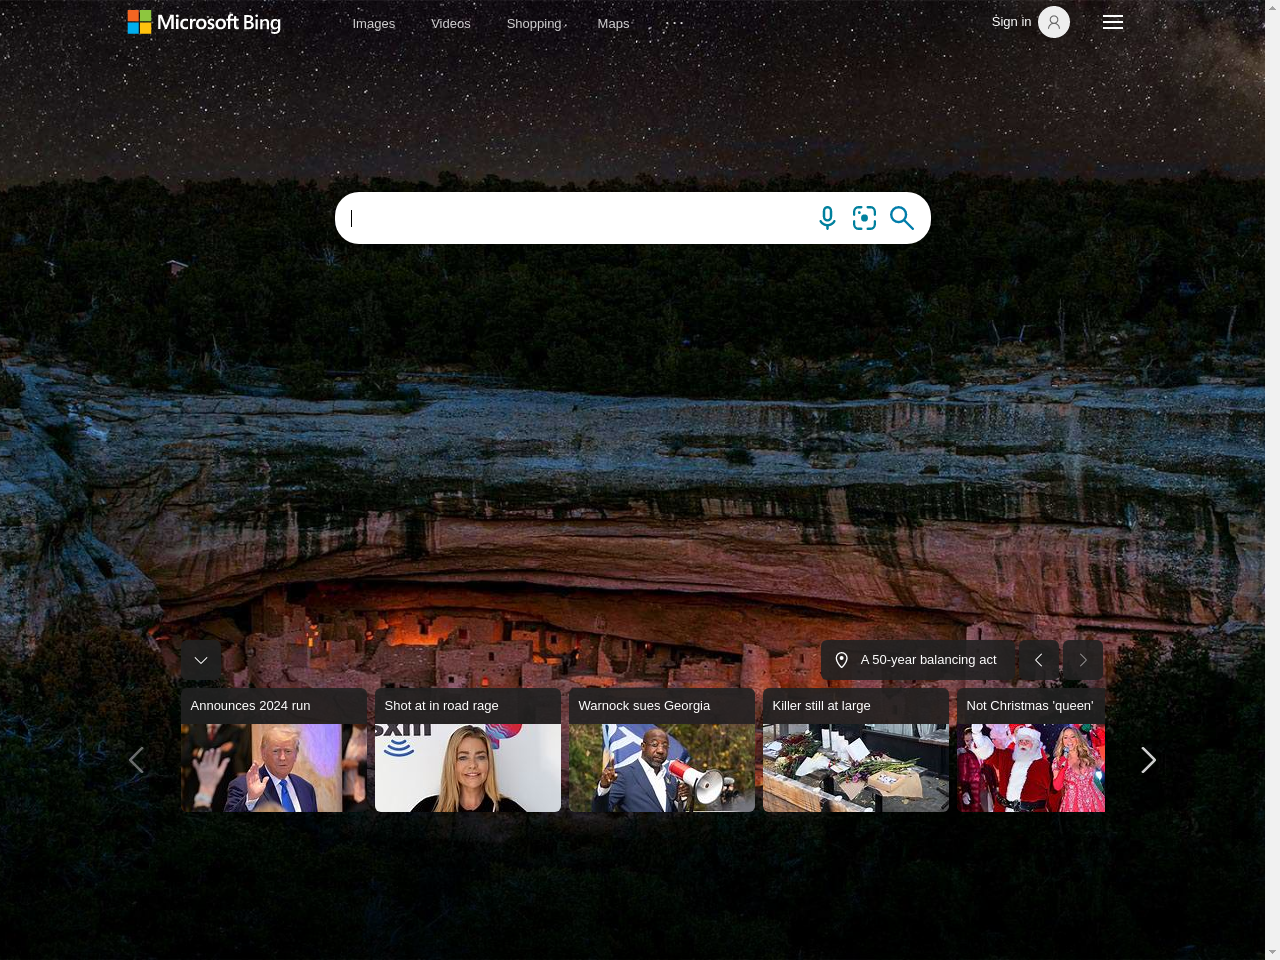 Microsoft Bing
Images
Videos
Shopping
Maps
Sign in
A 50-year balancing act
Announces 2024 run
Shot at in road rage
Warnock sues Georgia
Killer still at large
Not Christmas 'queen'
sxm